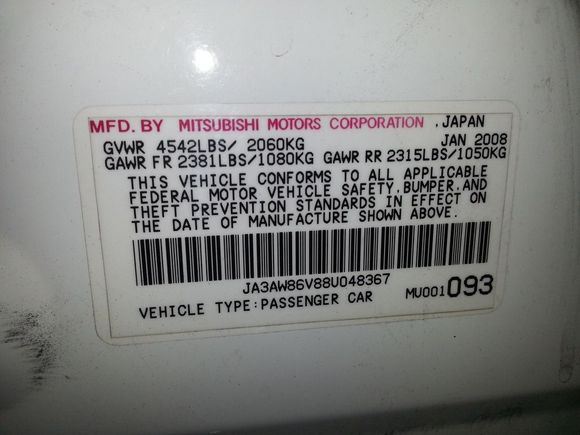 MFD. BY MITSUBISHI MOTORS CORPORATION , JAPAN
GVWR 4542LBS/ 2060KG JAN 2008
GAWR FR 2381LBS/1080KG GAWR RR 2315LBS/1050KG
THIS VEHICLE CONFORMS TO ALL APPLICABLE
FEDERAL MOTOR VEHICLE SAFETY,BUMPER,AND
THEFT PREVENTION STANDARDS IN EFFECT ON
THE DATE OF MANUFACTURE SHOWN ABOVE.
JA3AW86V88U048367
VEHICLE TYPE:PASSENGER CAR MU001 093